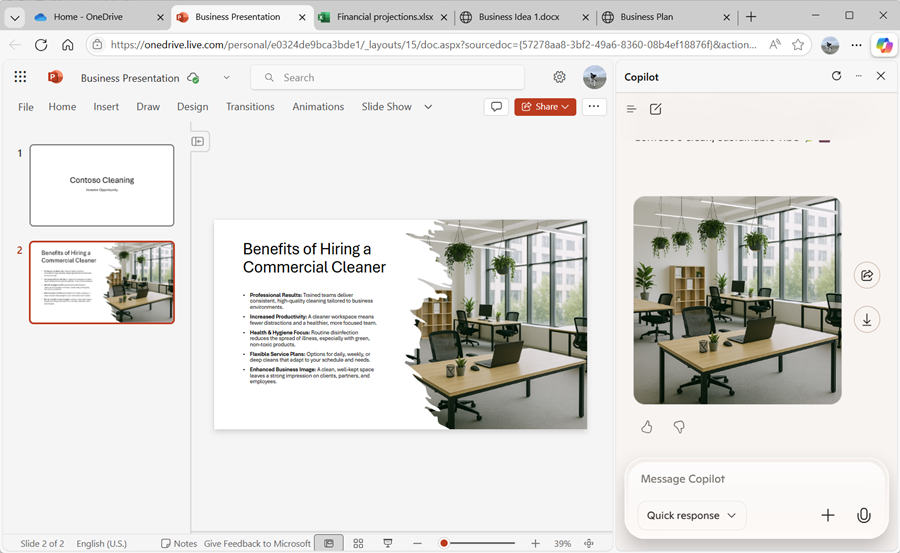 Home - OneDrive
Business Presentation
Financial projections.xlsx
Business Idea 1.docx
Business Plan
https://onedrive.live.com/personal/e0324de9bca3bde1/_layouts/15/doc.aspx?sourcedoc={57278aa8-3bf2-49a6-8360-08b4ef18876f}&action...
Business Presentation
Search
File Home Insert Draw Design Transitions Animations Slide Show
Share
1
Contoso Cleaning
Investor Opportunity
2
Benefits of Hiring a
Commercial Cleaner
Benefits of Hiring a
Commercial Cleaner
• Professional Results: Trained teams deliver
consistent, high-quality cleaning tailored to business
environments.
• Increased Productivity: A cleaner workspace means
fewer distractions and a healthier, more focused team.
• Health & Hygiene Focus: Routine disinfection
reduces the spread of illness, especially with green,
non-toxic products.
• Flexible Service Plans: Options for daily, weekly, or
deep cleans that adapt to your schedule and needs.
• Enhanced Business Image: A clean, well-kept space
leaves a strong impression on clients, partners, and
employees.
Slide 2 of 2 English (U.S.) Notes Give Feedback to Microsoft 39%
Copilot
Message Copilot
Quick response